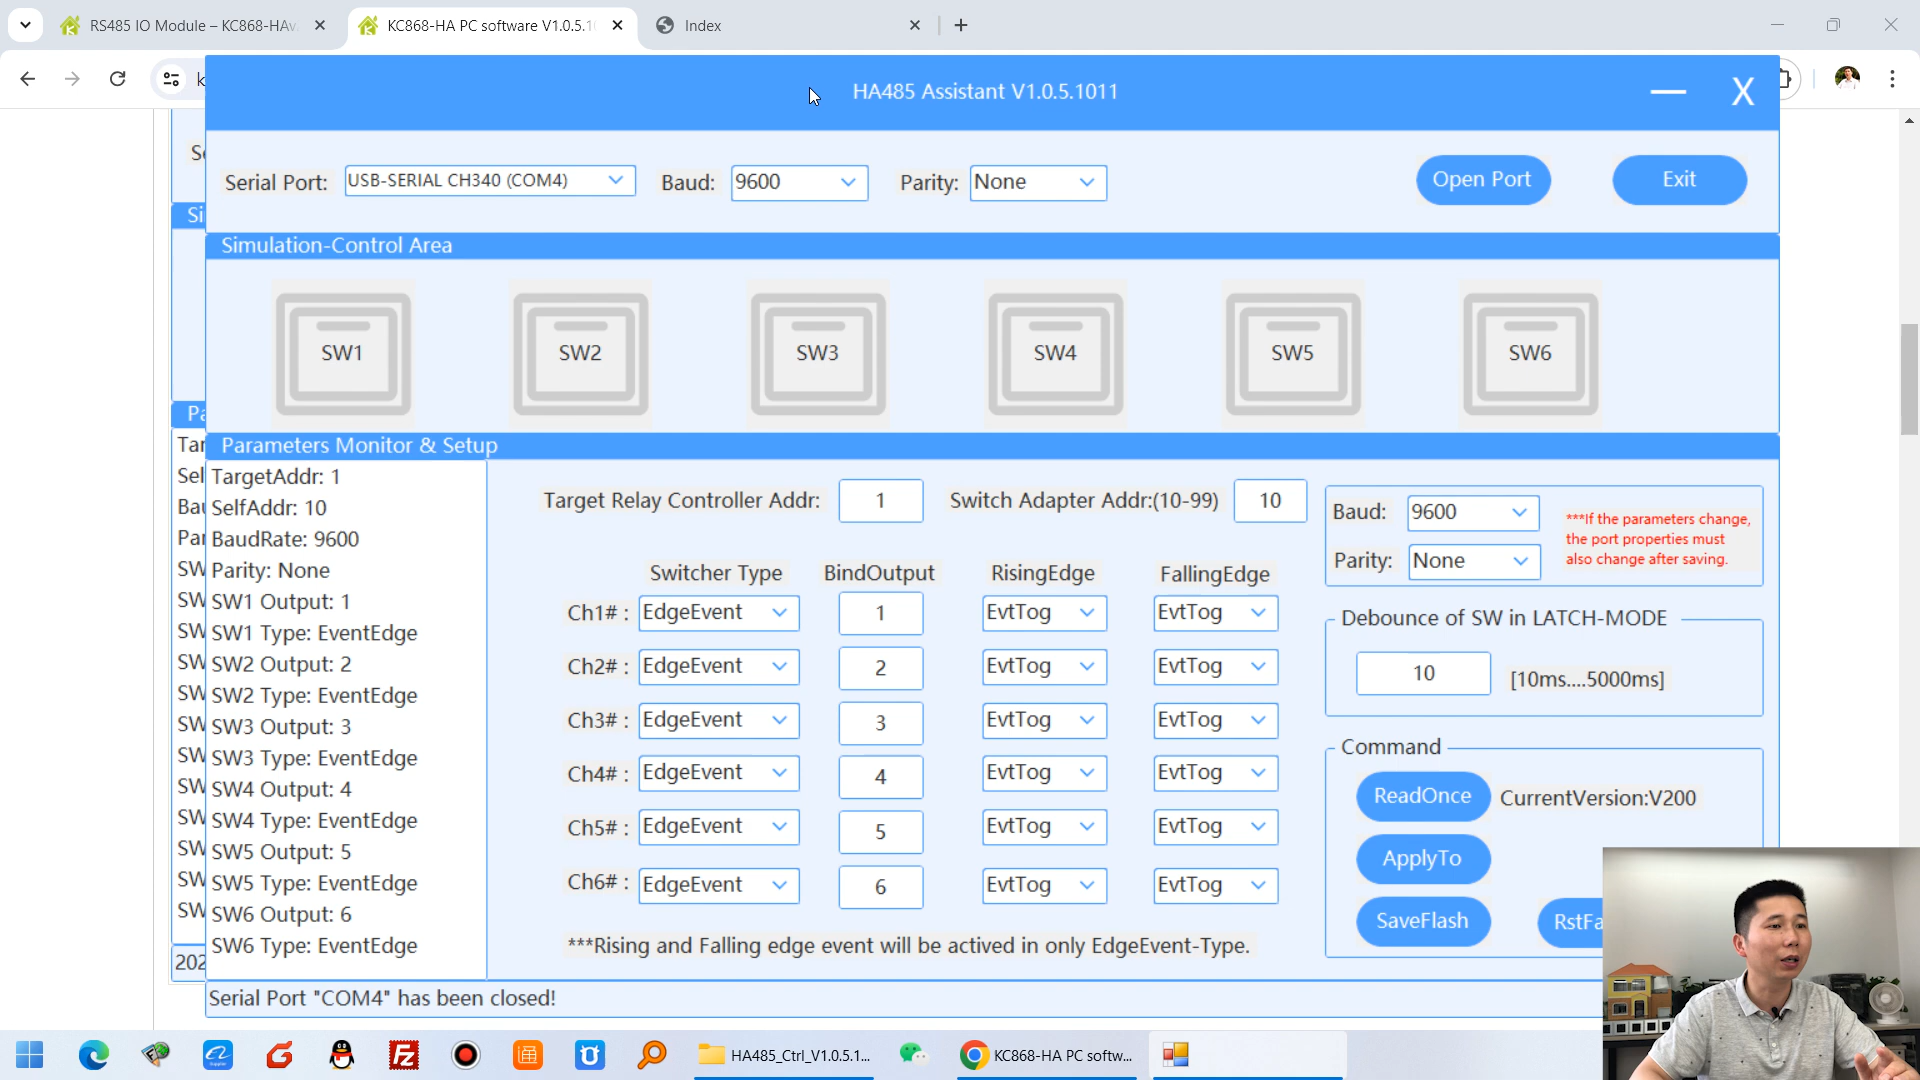 RS485 IO Module – KC868-HAv
KC868-HA PC software V1.0.5.10
Index
HA485 Assistant V1.0.5.1011
Serial Port: USB-SERIAL CH340 (COM4) Baud: 9600 Parity: None Open Port Exit
Simulation-Control Area
SW1 SW2 SW3 SW4 SW5 SW6
Parameters Monitor & Setup
TargetAddr: 1
SelfAddr: 10
BaudRate: 9600
Parity: None
SW1 Output: 1
SW1 Type: EventEdge
SW2 Output: 2
SW2 Type: EventEdge
SW3 Output: 3
SW3 Type: EventEdge
SW4 Output: 4
SW4 Type: EventEdge
SW5 Output: 5
SW5 Type: EventEdge
SW6 Output: 6
SW6 Type: EventEdge
Target Relay Controller Addr: 1 Switch Adapter Addr:(10-99) 10
Switcher Type BindOutput RisingEdge FallingEdge
Ch1# : EdgeEvent 1 EvtTog EvtTog
Ch2# : EdgeEvent 2 EvtTog EvtTog
Ch3# : EdgeEvent 3 EvtTog EvtTog
Ch4# : EdgeEvent 4 EvtTog EvtTog
Ch5# : EdgeEvent 5 EvtTog EvtTog
Ch6# : EdgeEvent 6 EvtTog EvtTog
***Rising and Falling edge event will be actived in only EdgeEvent-Type.
Baud: 9600
Parity: None
***If the parameters change,
the port properties must
also change after saving.
Debounce of SW in LATCH-MODE
10 [10ms....5000ms]
Command
ReadOnce CurrentVersion:V200
ApplyTo
SaveFlash RstFa
Serial Port "COM4" has been closed!
HA485_Ctrl_V1.0.5.1... KC868-HA PC softw...